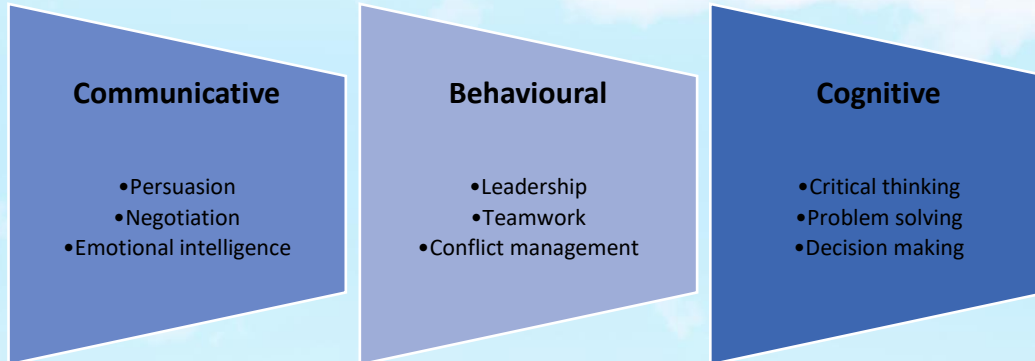 Communicative
•Persuasion
•Negotiation
•Emotional intelligence
Behavioural
•Leadership
•Teamwork
•Conflict management
Cognitive
•Critical thinking
•Problem solving
•Decision making